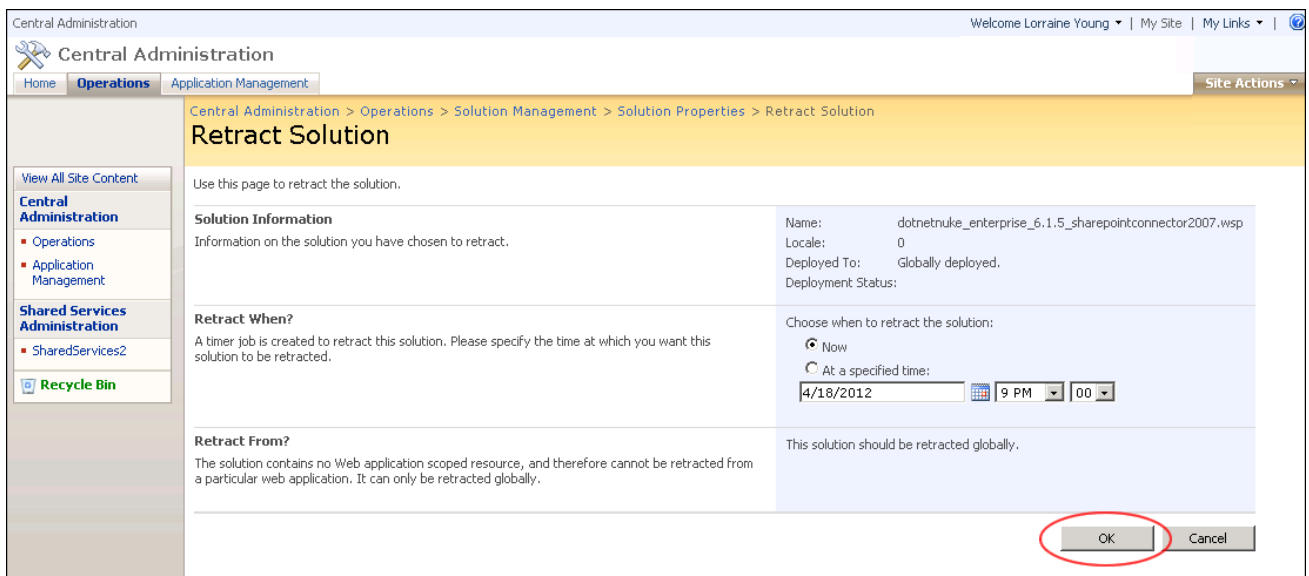 Central Administration
Welcome Lorraine Young | My Site | My Links |
Central Administration
Home Operations Application Management
Site Actions
Central Administration > Operations > Solution Management > Solution Properties > Retract Solution
Retract Solution
View All Site Content
Central
Administration
Operations
Application
Management
Shared Services
Administration
SharedServices2
Recycle Bin
Use this page to retract the solution.
Solution Information
Information on the solution you have chosen to retract.
Name: dotnetnuke_enterprise_6.1.5_sharepointconnector2007.wsp
Locale: 0
Deployed To: Globally deployed.
Deployment Status:
Retract When?
A timer job is created to retract this solution. Please specify the time at which you want this
solution to be retracted.
Choose when to retract the solution:
Now
At a specified time:
4/18/2012 9 PM 00
Retract From?
The solution contains no Web application scoped resource, and therefore cannot be retracted from
a particular web application. It can only be retracted globally.
This solution should be retracted globally.
OK Cancel